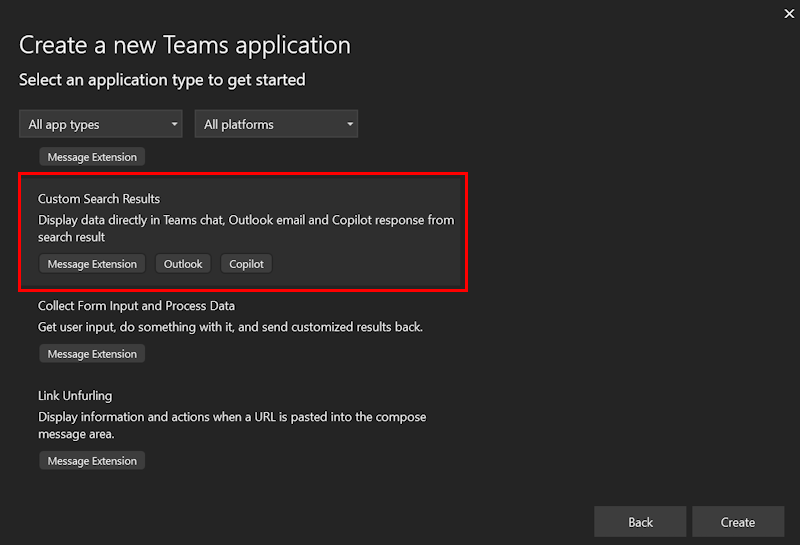 Create a new Teams application
Select an application type to get started
All app types
All platforms
Message Extension
Custom Search Results
Display data directly in Teams chat, Outlook email and Copilot response from
search result
Message Extension Outlook Copilot
Collect Form Input and Process Data
Get user input, do something with it, and send customized results back.
Message Extension
Link Unfurling
Display information and actions when a URL is pasted into the compose
message area.
Message Extension
Back
Create